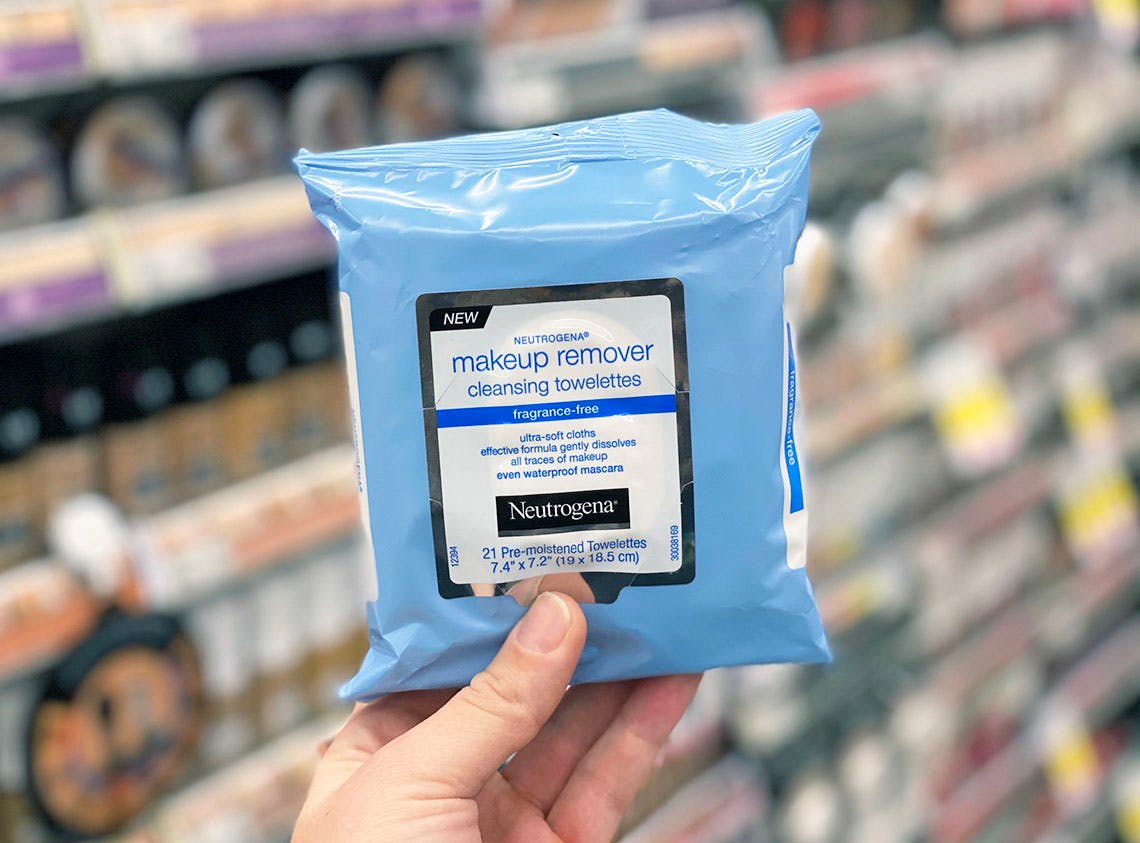 NEW
NEUTROGENA®
makeup remover
cleansing towelettes
fragrance-free
ultra-soft cloths
effective formula gently dissolves
all traces of makeup
even waterproof mascara
Neutrogena®
21 Pre-moistened Towelettes
7.4" x 7.2" (19 x 18.5 cm)
12394
30038169
fragrance-free